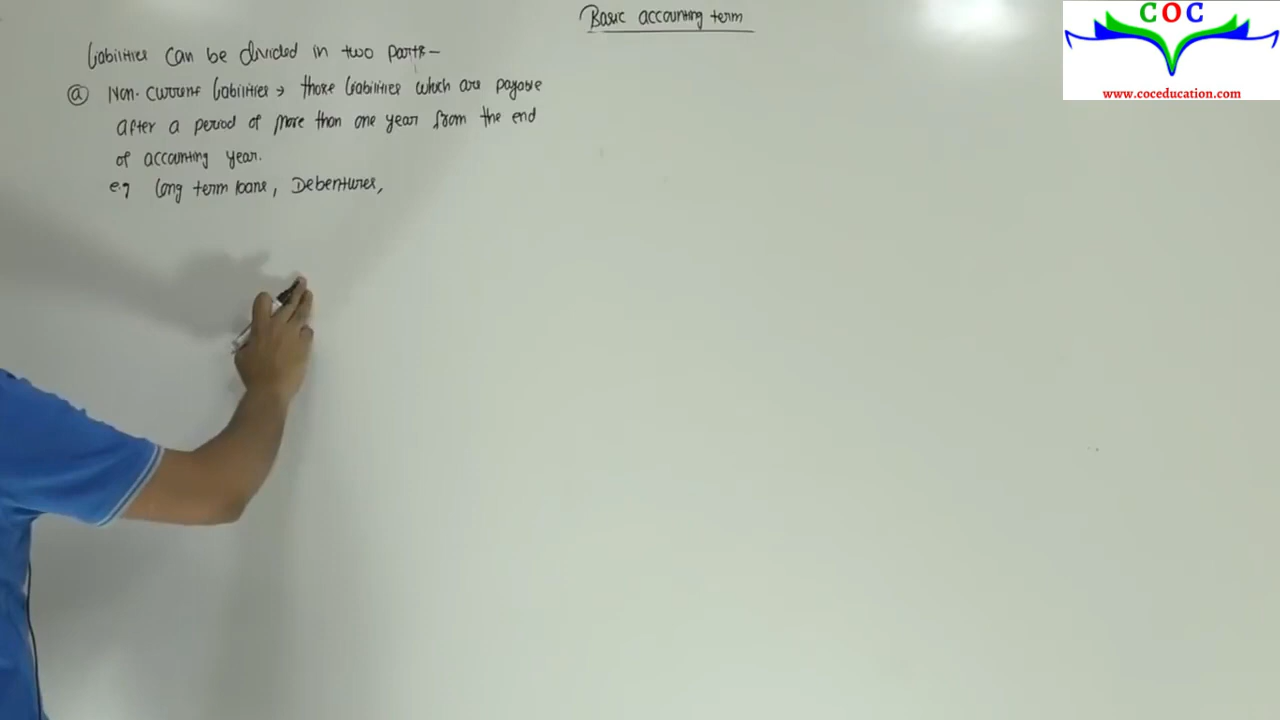 Basic accounting term
COC
www.coceducation.com
Liabilities can be divided in two parts-
ⓐ Non-current liabilities → those liabilities which are payable
after a period of more than one year from the end
of accounting year.
e.g long term loans, Debentures,